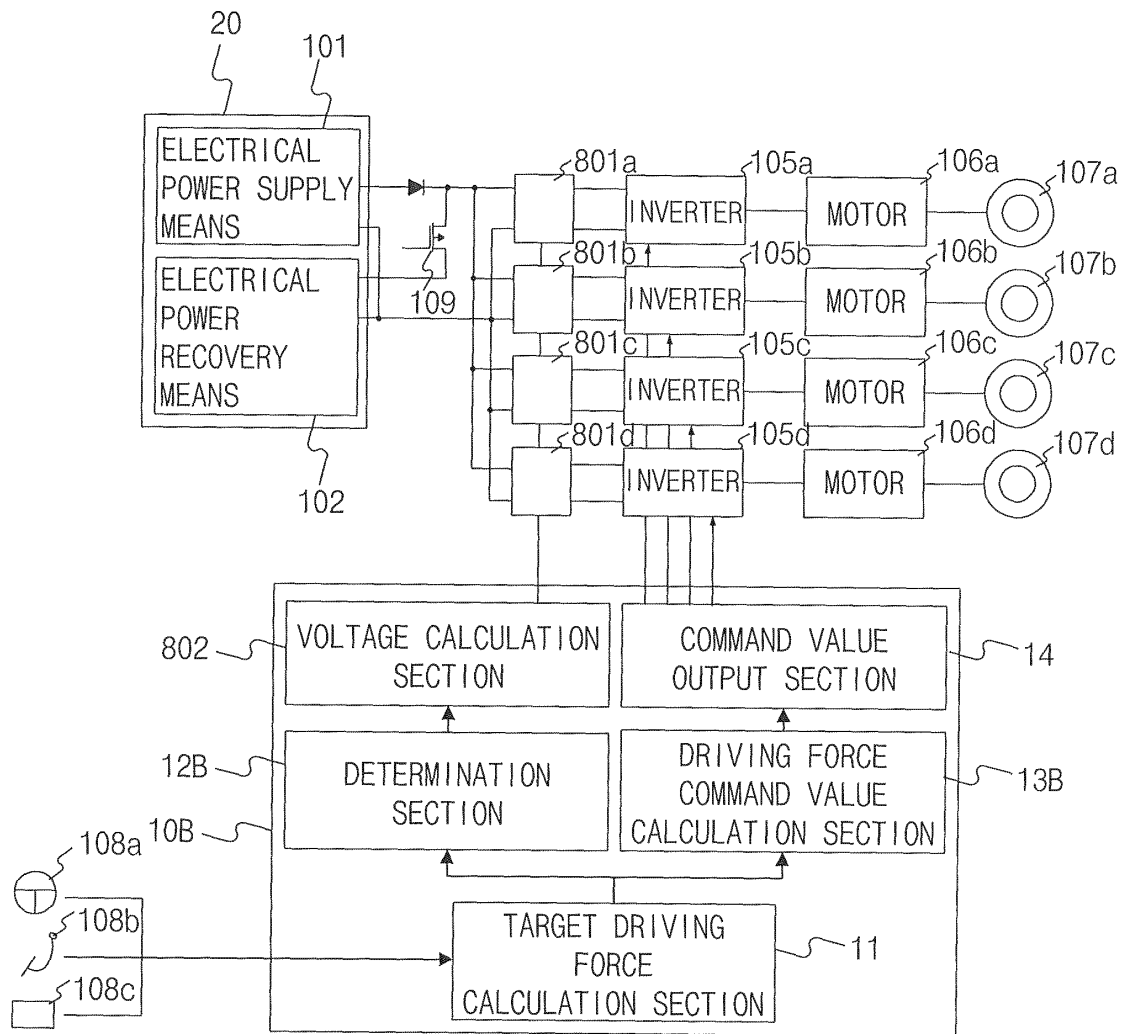 20
101
ELECTRICAL
POWER SUPPLY
MEANS
ELECTRICAL
POWER
RECOVERY
MEANS
102
109
801a
105a
106a
107a
INVERTER
MOTOR
801b
105b
106b
107b
INVERTER
MOTOR
801c
105c
106c
107c
INVERTER
MOTOR
801d
105d
106d
107d
INVERTER
MOTOR
802
VOLTAGE CALCULATION
SECTION
COMMAND VALUE
OUTPUT SECTION
14
12B
DETERMINATION
SECTION
DRIVING FORCE
COMMAND VALUE
CALCULATION SECTION
13B
10B
108a
108b
108c
TARGET DRIVING
FORCE
CALCULATION SECTION
11